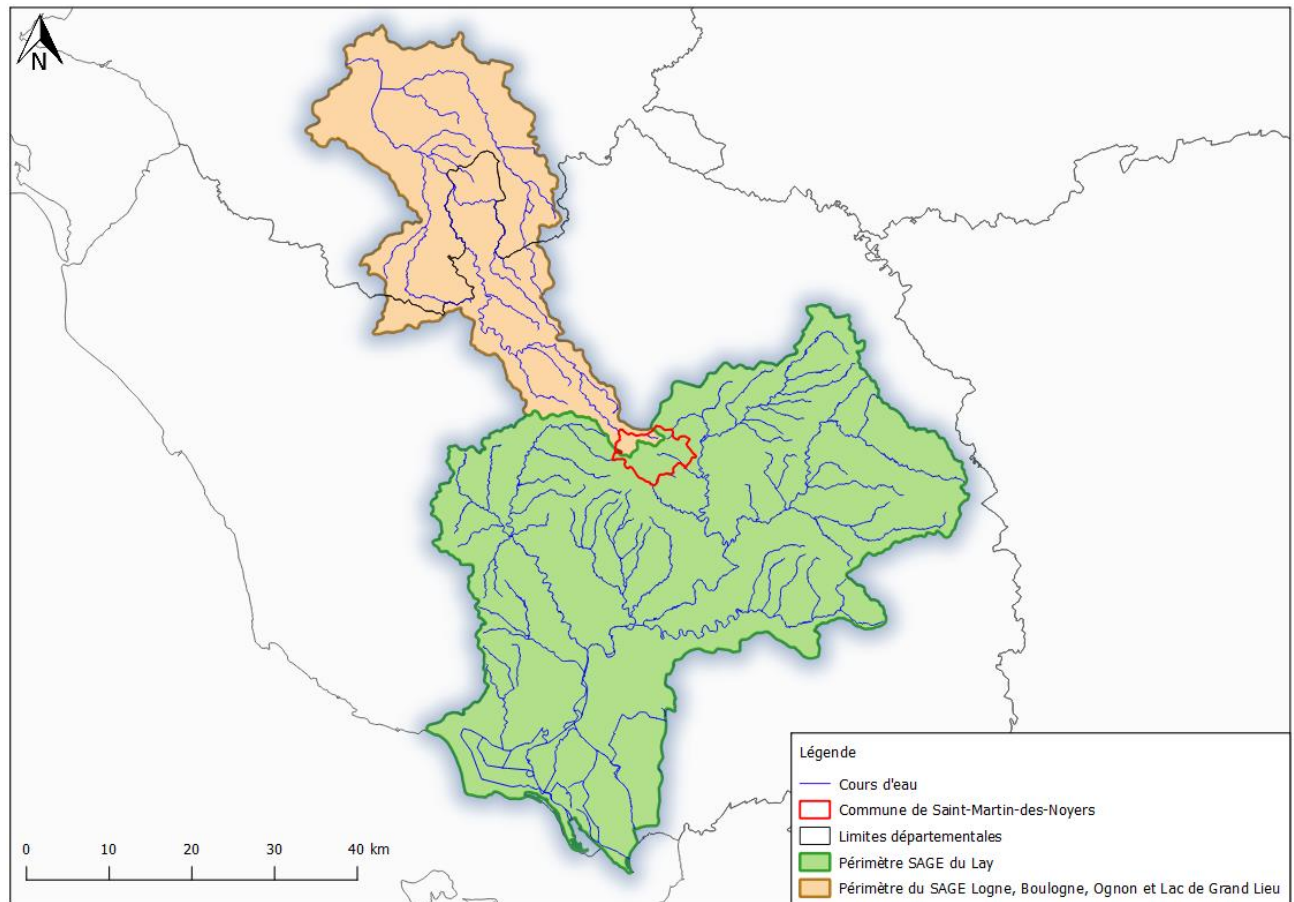 N
0 10 20 30 40 km
Légende
Cours d'eau
Commune de Saint-Martin-des-Noyers
Limites départementales
Périmètre SAGE du Lay
Périmètre du SAGE Logne, Boulogne, Ognon et Lac de Grand Lieu